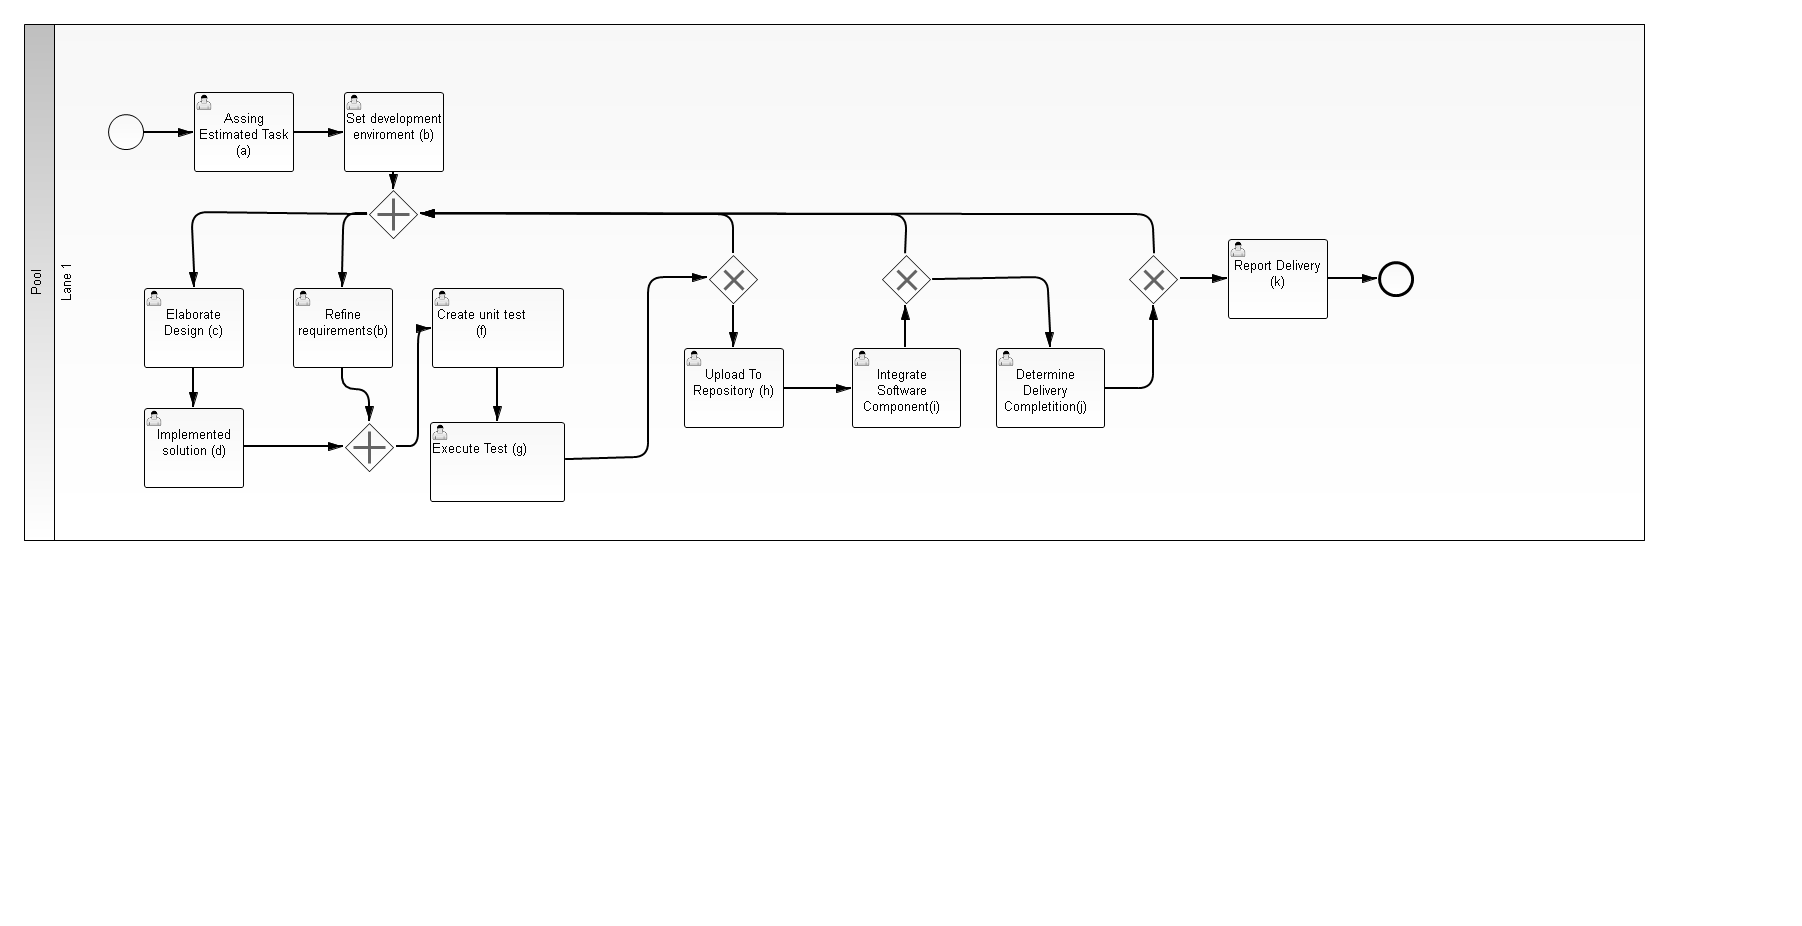 Pool
Lane 1
Assing
Estimated Task
(a)
Set development
enviroment (b)
Elaborate
Design (c)
Refine
requirements(b)
Create unit test
(f)
Implemented
solution (d)
Execute Test (g)
Upload To
Repository (h)
Integrate
Software
Component(i)
Determine
Delivery
Completition(j)
Report Delivery
(k)